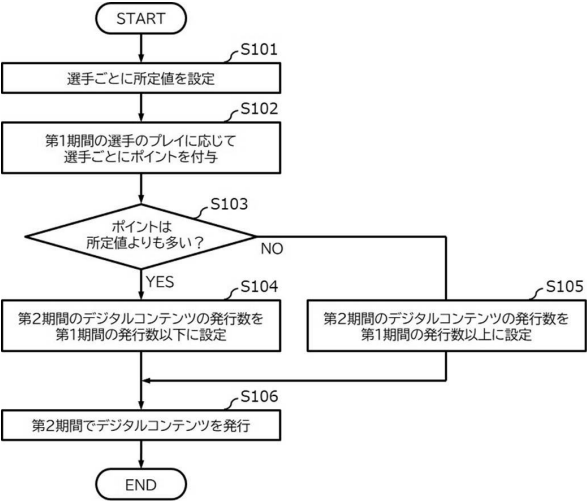 START
S101
選手ごとに所定値を設定
S102
第1期間の選手のプレイに応じて
選手ごとにポイントを付与
S103
ポイントは
所定値よりも多い？
NO
YES
S104
第2期間のデジタルコンテンツの発行数を
第1期間の発行数以下に設定
S105
第2期間のデジタルコンテンツの発行数を
第1期間の発行数以上に設定
S106
第2期間でデジタルコンテンツを発行
END